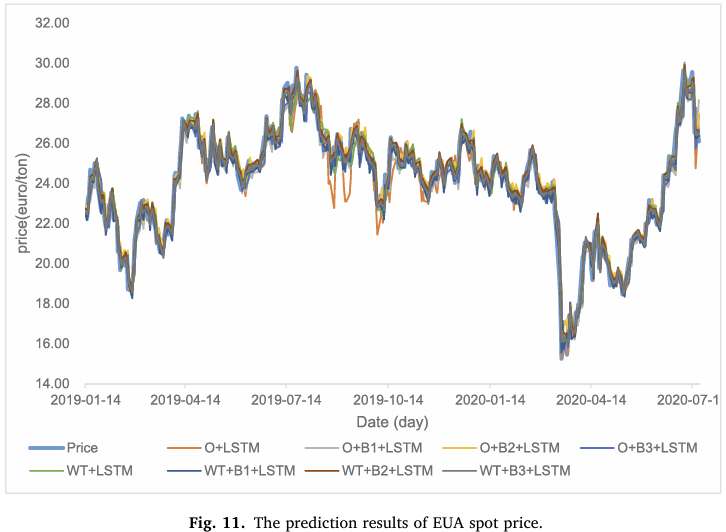 32.00
30.00
28.00
26.00
24.00
22.00
20.00
18.00
16.00
14.00
price(euro/ton)
2019-01-14 2019-04-14 2019-07-14 2019-10-14 2020-01-14 2020-04-14 2020-07-1
Date (day)
Price O+LSTM O+B1+LSTM O+B2+LSTM O+B3+LSTM
WT+LSTM WT+B1+LSTM WT+B2+LSTM WT+B3+LSTM
Fig. 11. The prediction results of EUA spot price.